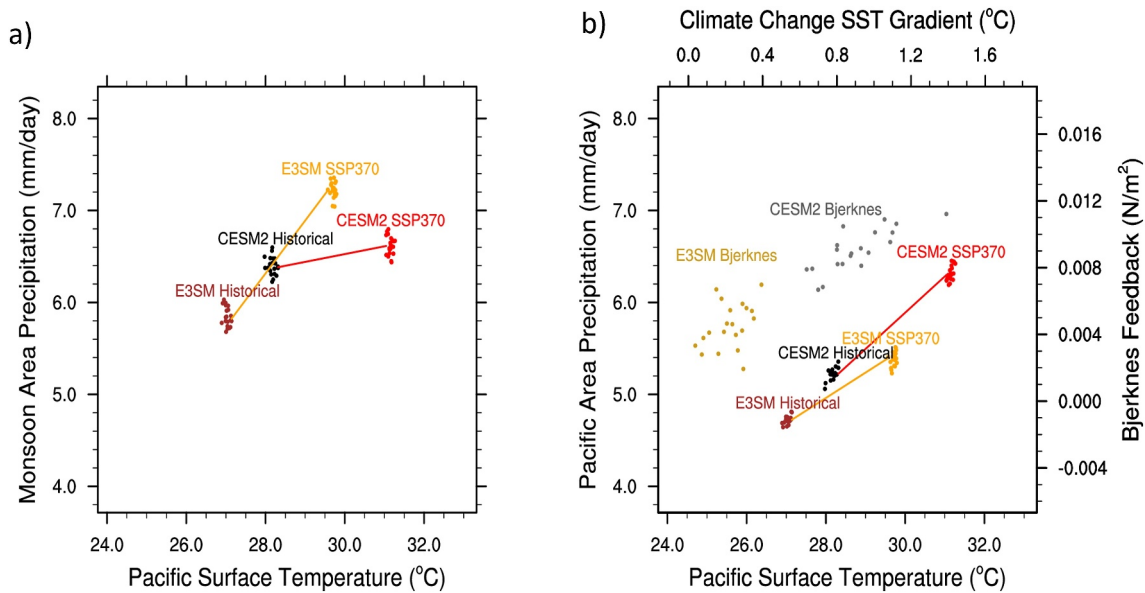 a)
Monsoon Area Precipitation (mm/day)
8.0
7.0
6.0
5.0
4.0
E3SM SSP370
CESM2 SSP370
CESM2 Historical
E3SM Historical
24.0 26.0 28.0 30.0 32.0
Pacific Surface Temperature (°C)
b)
Climate Change SST Gradient (°C)
0.0 0.4 0.8 1.2 1.6
Pacific Area Precipitation (mm/day)
8.0
7.0
6.0
5.0
4.0
CESM2 Bjerknes
E3SM Bjerknes
CESM2 SSP370
E3SM SSP370
CESM2 Historical
E3SM Historical
0.016
0.012
0.008
0.004
0.000
-0.004
Bjerknes Feedback (N/m²)
24.0 26.0 28.0 30.0 32.0
Pacific Surface Temperature (°C)